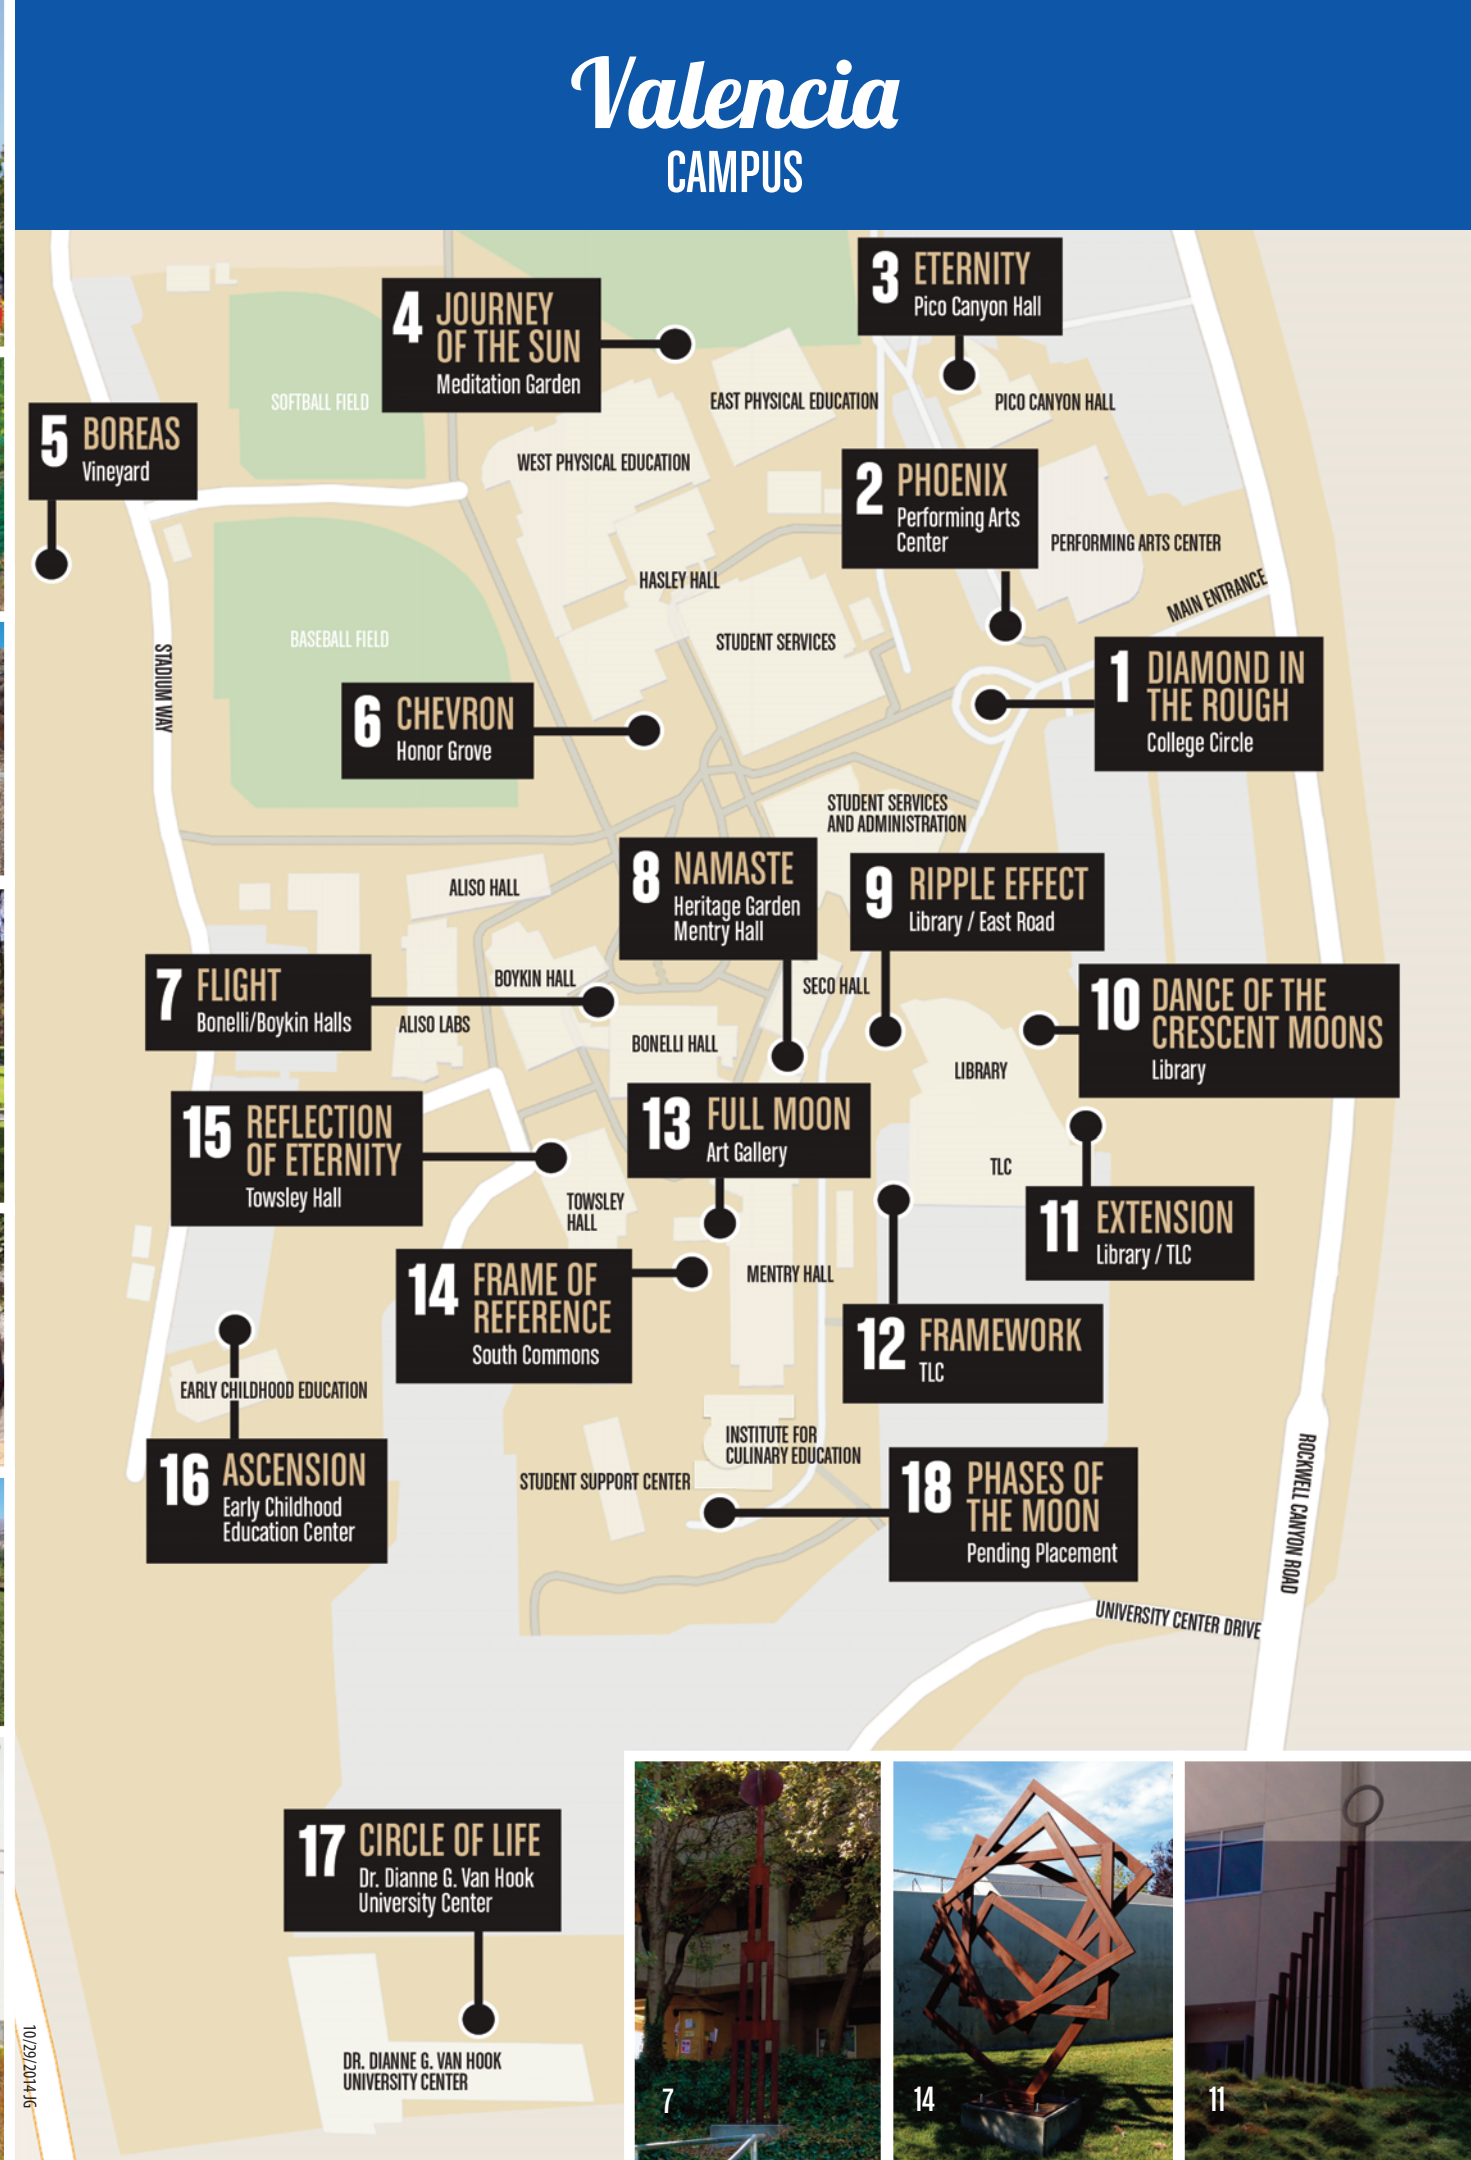 Valencia
CAMPUS
3 ETERNITY
Pico Canyon Hall
4 JOURNEY
OF THE SUN
Meditation Garden
SOFTBALL FIELD
EAST PHYSICAL EDUCATION
PICO CANYON HALL
5 BOREAS
Vineyard
WEST PHYSICAL EDUCATION
2 PHOENIX
Performing Arts
Center
PERFORMING ARTS CENTER
HASLEY HALL
MAIN ENTRANCE
BASEBALL FIELD
STUDENT SERVICES
STADIUM WAY
1 DIAMOND IN
THE ROUGH
College Circle
6 CHEVRON
Honor Grove
STUDENT SERVICES
AND ADMINISTRATION
ALISO HALL
8 NAMASTE
Heritage Garden
Mentry Hall
9 RIPPLE EFFECT
Library / East Road
7 FLIGHT
Bonelli/Boykin Halls
BOYKIN HALL
SECO HALL
ALISO LABS
BONELLI HALL
10 DANCE OF THE
CRESCENT MOONS
Library
LIBRARY
15 REFLECTION
OF ETERNITY
Towsley Hall
13 FULL MOON
Art Gallery
TLC
TOWSLEY
HALL
11 EXTENSION
Library / TLC
14 FRAME OF
REFERENCE
South Commons
MENTRY HALL
12 FRAMEWORK
TLC
EARLY CHILDHOOD EDUCATION
16 ASCENSION
Early Childhood
Education Center
INSTITUTE FOR
CULINARY EDUCATION
STUDENT SUPPORT CENTER
18 PHASES OF
THE MOON
Pending Placement
ROCKWELL CANYON ROAD
UNIVERSITY CENTER DRIVE
17 CIRCLE OF LIFE
Dr. Dianne G. Van Hook
University Center
DR. DIANNE G. VAN HOOK
UNIVERSITY CENTER
10/29/2014 JG
7
14
11